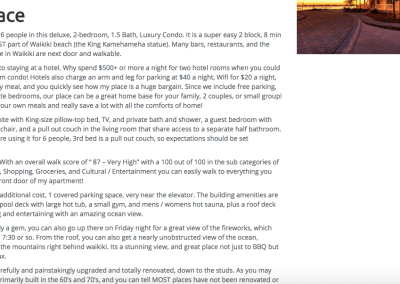 ace
6 people in this deluxe, 2-bedroom, 1.5 Bath, Luxury Condo. it is a super easy 2 block, 8 min
ST part of Waikiki beach (the King Kamehameha statue). Many bars, restaurants, and the
e in Waikiki are next door and walkable.
to staying at a hotel. Why spend $500+ or more a night for two hotel rooms when you could
m condo! Hotels also charge an arm and leg for parking at $40 a night, Wifi for $20 a night,
y meal, and you quickly see how my place is a huge bargain. Since we include free parking,
te bedrooms, our place can be a great home base for your family, 2 couples, or small group!
your own meals and really save a lot with all the comforts of home!
ite with King-size pillow-top bed, TV, and private bath and shower, a guest bedroom with
chair, and a pull out couch in the living room that share access to a separate half bathroom.
re using it for 6 people, 3rd bed is a pull out couch, so expectations should be set
With an overall walk score of " 87 – Very High" with a 100 out of 100 in the sub categories of
, Shopping, Groceries, and Cultural / Entertainment you can easily walk to everything you
front door of my apartment!
additional cost, 1 covered parking space, very near the elevator. The building amenities are
pool deck with large hot tub, a small gym, and mens / womens hot sauna, plus a roof deck
g and entertaining with an amazing ocean view.
ly a gem, you can also go up there on Friday night for a great view of the fireworks, which
7:30 or so. From the roof, you can also get a nearly unobstructed view of the ocean,
the mountains right behind waikiki. Its a stunning view, and great place not just to BBQ but
ax.
refully and painstakingly upgraded and totally renovated, down to the studs. As you may
rimarily built in the 60's and 70's, and you can tell MOST places have not been renovated or